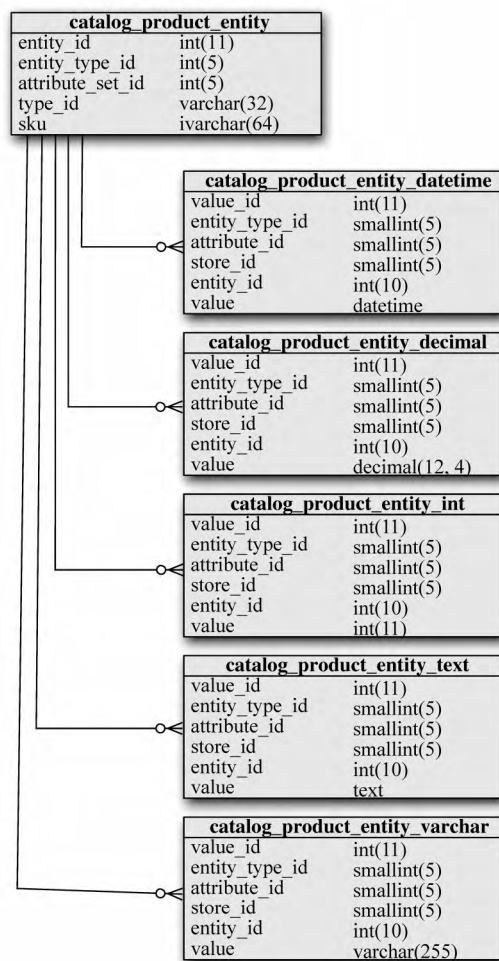 catalog_product_entity
entity_id int(11)
entity_type_id int(5)
attribute_set_id int(5)
type_id varchar(32)
sku ivarchar(64)
catalog_product_entity_datetime
value_id int(11)
entity_type_id smallint(5)
attribute_id smallint(5)
store_id smallint(5)
entity_id int(10)
value datetime
catalog_product_entity_decimal
value_id int(11)
entity_type_id smallint(5)
attribute_id smallint(5)
store_id smallint(5)
entity_id int(10)
value decimal(12, 4)
catalog_product_entity_int
value_id int(11)
entity_type_id smallint(5)
attribute_id smallint(5)
store_id smallint(5)
entity_id int(10)
value int(11)
catalog_product_entity_text
value_id int(11)
entity_type_id smallint(5)
attribute_id smallint(5)
store_id smallint(5)
entity_id int(10)
value text
catalog_product_entity_varchar
value_id int(11)
entity_type_id smallint(5)
attribute_id smallint(5)
store_id smallint(5)
entity_id int(10)
value varchar(255)